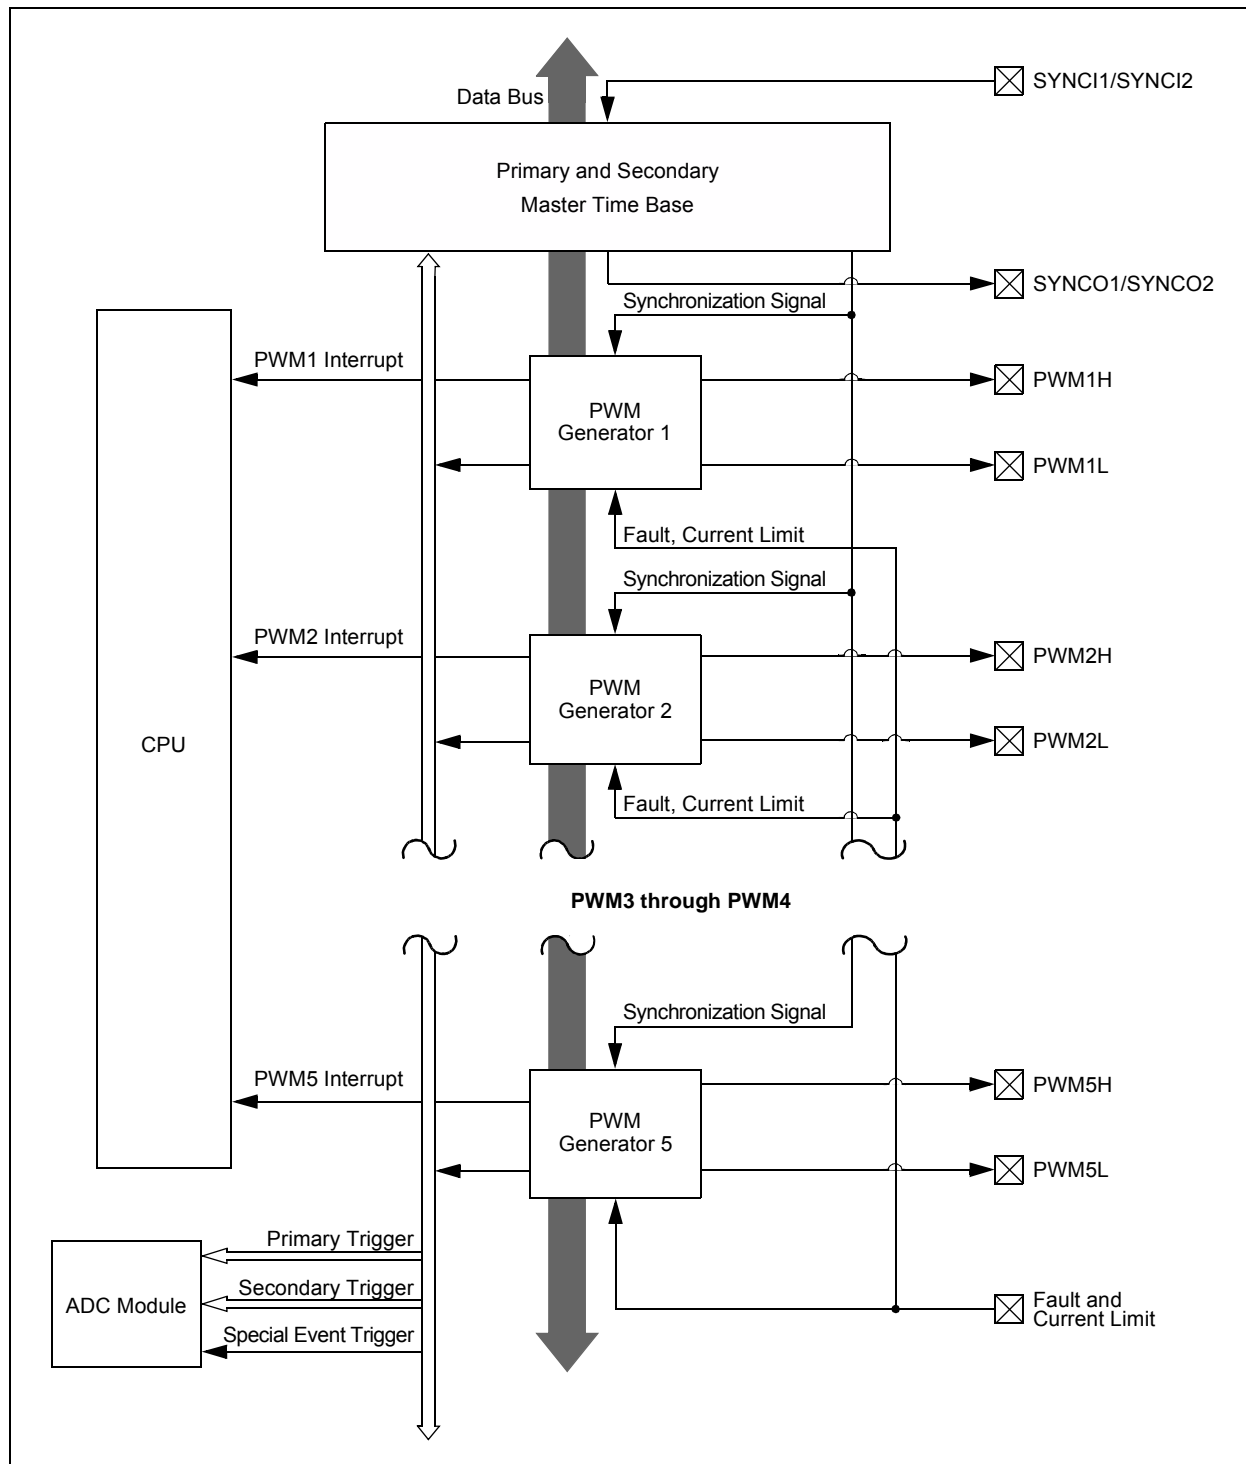 SYNCI1/SYNCI2
Data Bus
Primary and Secondary
Master Time Base
SYNCO1/SYNCO2
Synchronization Signal
PWM1 Interrupt
PWM
Generator 1
PWM1H
PWM1L
Fault, Current Limit
Synchronization Signal
PWM2 Interrupt
PWM
Generator 2
PWM2H
CPU
PWM2L
Fault, Current Limit
PWM3 through PWM4
Synchronization Signal
PWM5 Interrupt
PWM
Generator 5
PWM5H
PWM5L
Primary Trigger
Secondary Trigger
ADC Module
Special Event Trigger
Fault and
Current Limit